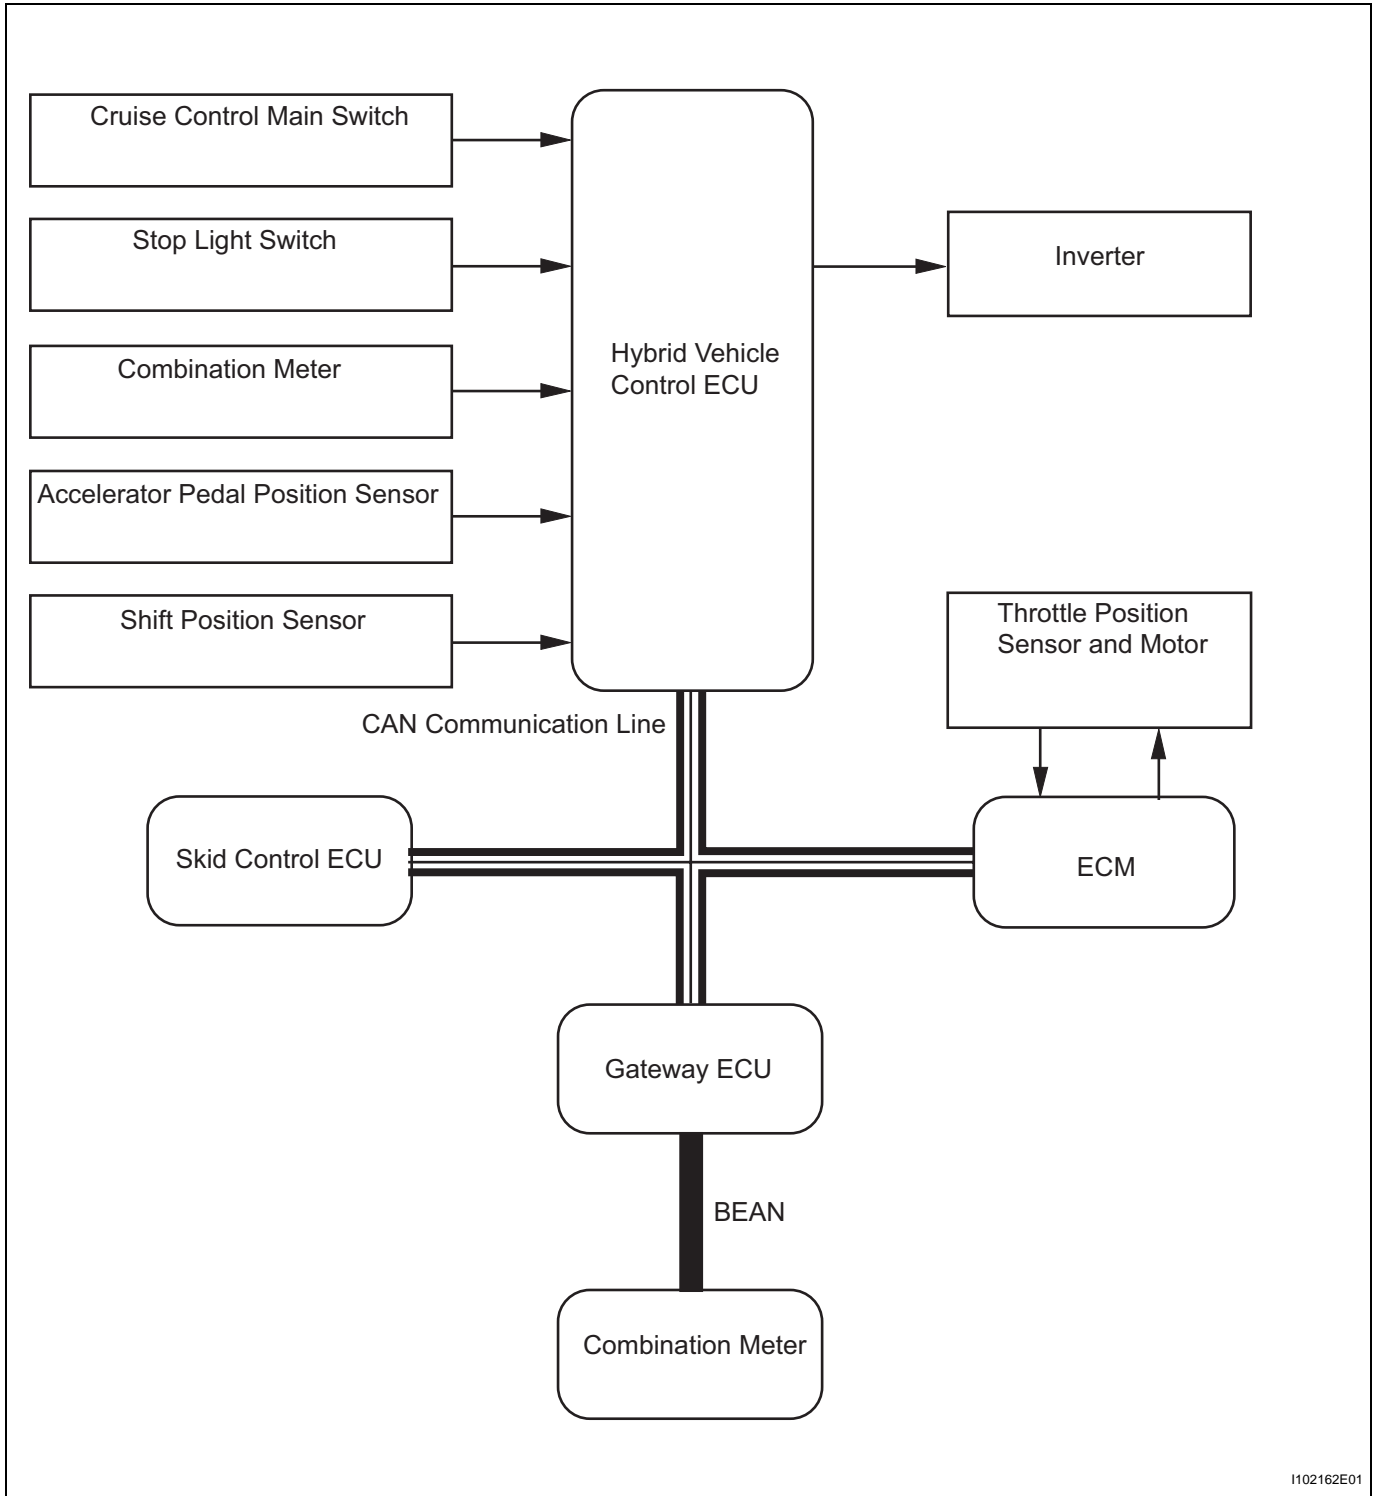 Cruise Control Main Switch
Stop Light Switch
Combination Meter
Accelerator Pedal Position Sensor
Shift Position Sensor
Hybrid Vehicle
Control ECU
Inverter
Throttle Position
Sensor and Motor
CAN Communication Line
Skid Control ECU
ECM
Gateway ECU
BEAN
Combination Meter
I102162E01